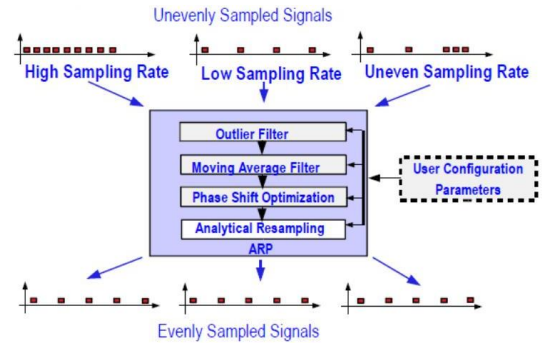 Unevenly Sampled Signals
High Sampling Rate
Low Sampling Rate
Uneven Sampling Rate
Outlier Filter
Moving Average Filter
Phase Shift Optimization
Analytical Resampling
ARP
User Configuration
Parameters
Evenly Sampled Signals